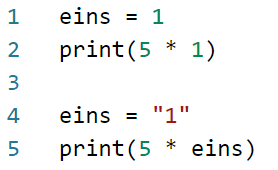 1 eins = 1
2 print(5 * 1)
3
4 eins = "1"
5 print(5 * eins)